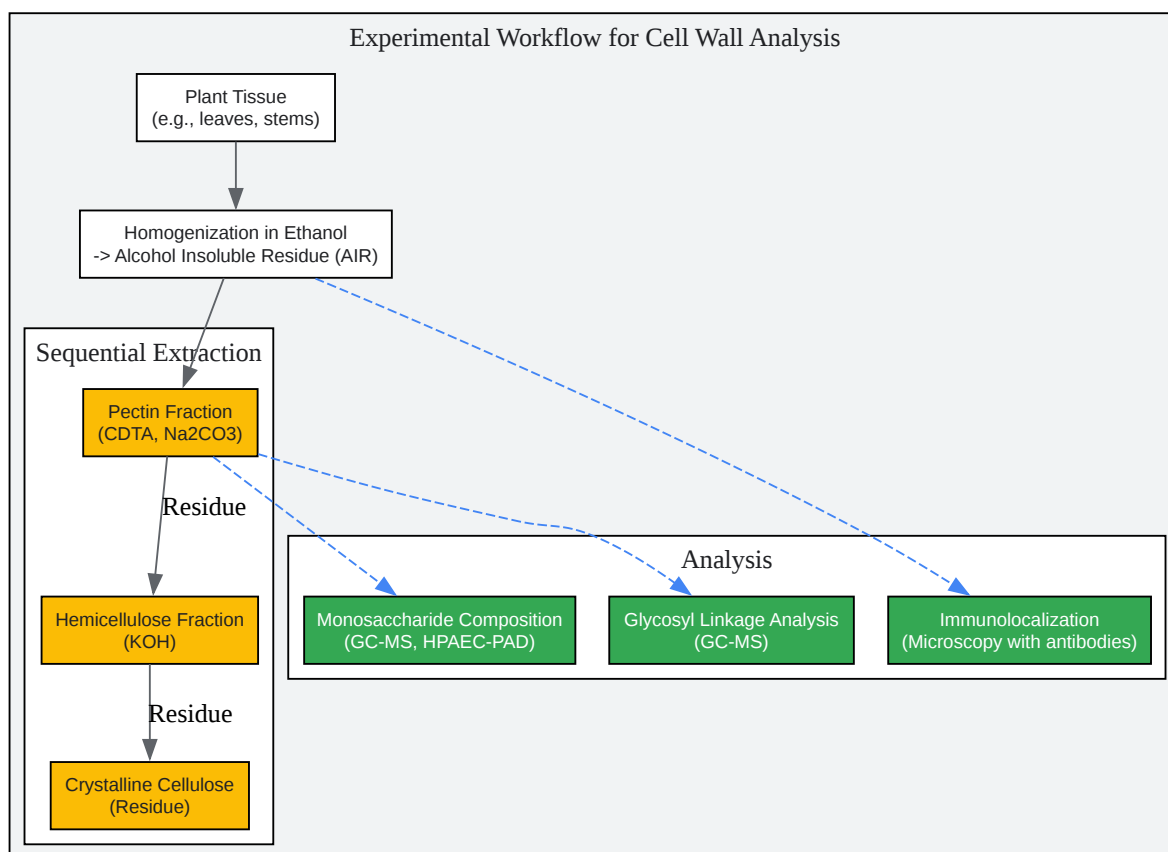 Experimental Workflow for Cell Wall Analysis
Plant Tissue
(e.g., leaves, stems)
Homogenization in Ethanol
-> Alcohol Insoluble Residue (AIR)
Sequential Extraction
Pectin Fraction
(CDTA, Na2CO3)
Residue
Hemicellulose Fraction
(KOH)
Residue
Crystalline Cellulose
(Residue)
Analysis
Monosaccharide Composition
(GC-MS, HPAEC-PAD)
Glycosyl Linkage Analysis
(GC-MS)
Immunolocalization
(Microscopy with antibodies)